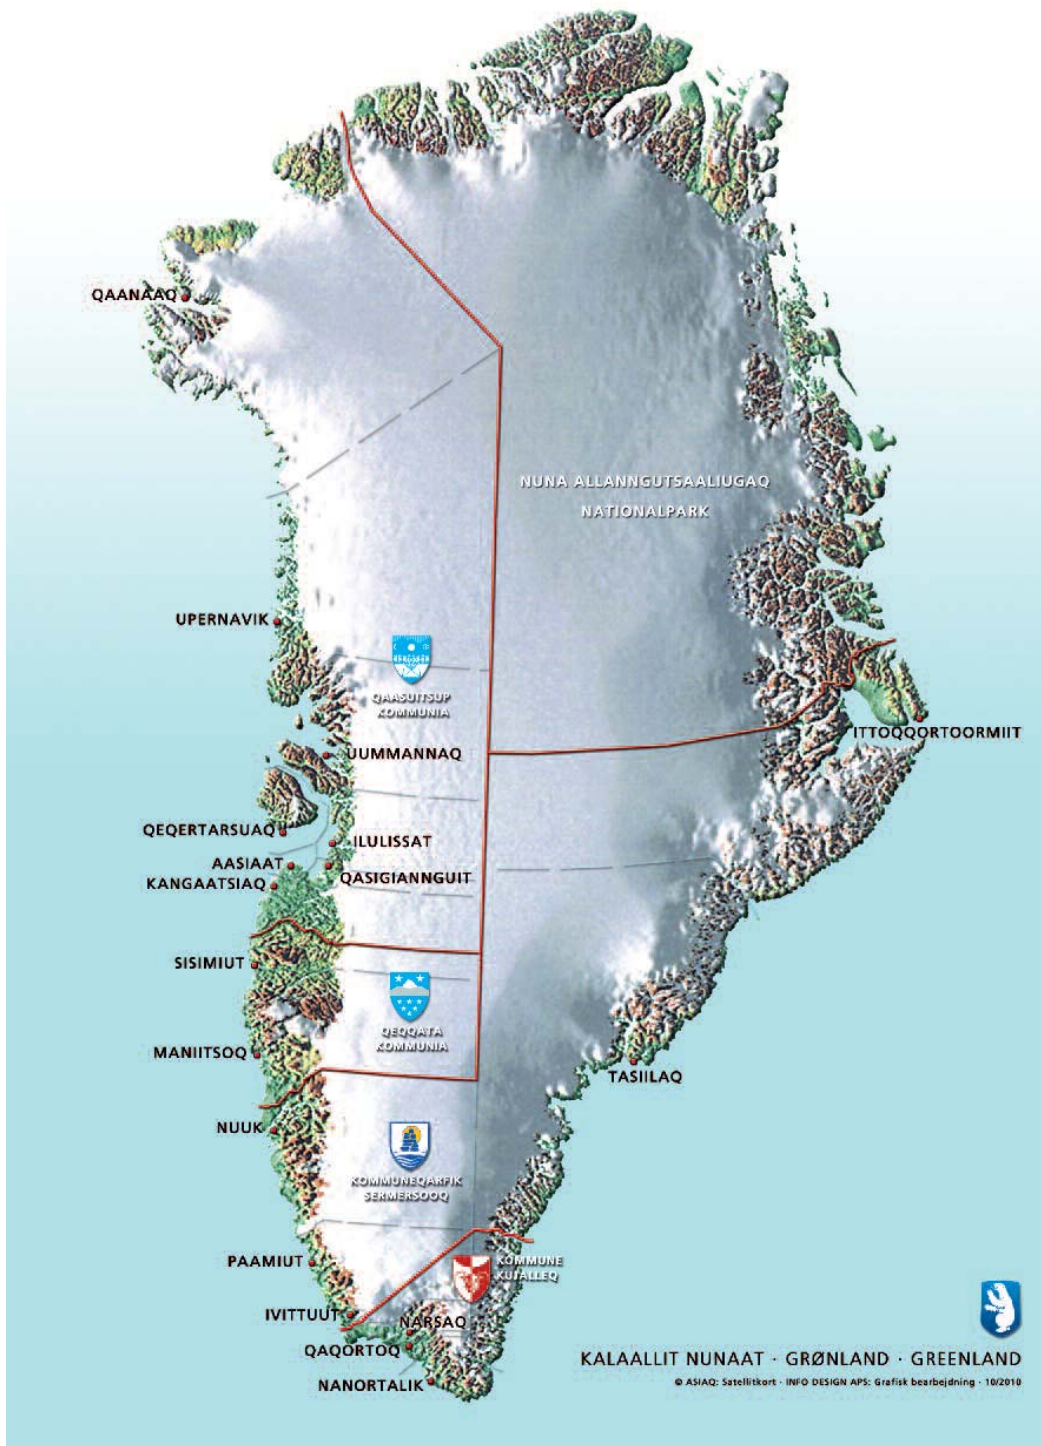 QAANAAQ
NUNA ALLANNGUTSAALIUGAQ
NATIONALPARK
UPERNAVIK
QAASUITSUP
KOMMUNIA
ITTOQQORTOORMIIT
UUMMANNAQ
QEQERTARSUAQ
ILULISSAT
AASIAAT
QASIGIANNGUIT
KANGAATSIAQ
SISIMIUT
QEQQATA
KOMMUNIA
MANIITSOQ
TASIILAQ
NUUK
KOMMUNEQARFIK
SERMERSOOQ
PAAMIUT
KOMMUNE
KUJALLEQ
IVITTUUT
NARSAQ
QAQORTOQ
NANORTALIK
KALAALLIT NUNAAT · GRØNLAND · GREENLAND
© ASIAQ: Satellitkort · INFO DESIGN APS: Grafisk bearbejdning · 10/2010